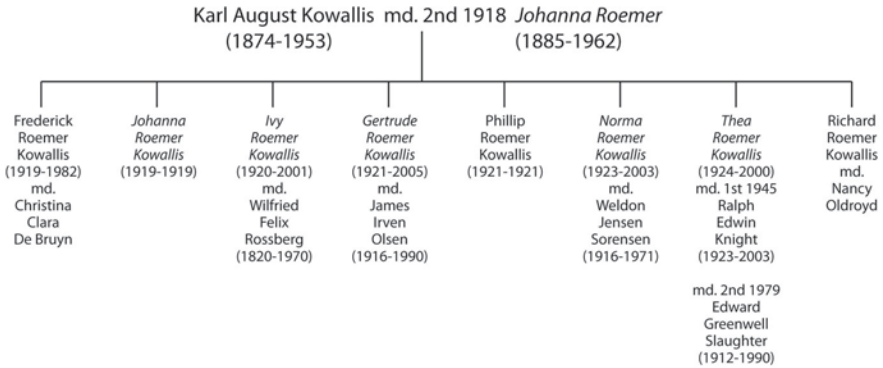 Karl August Kowallis md. 2nd 1918 Johanna Roemer
(1874-1953) (1885-1962)
Frederick
Roemer
Kowallis
(1919-1982)
md.
Christina
Clara
De Bruyn
Johanna
Roemer
Kowallis
(1919-1919)
Ivy
Roemer
Kowallis
(1920-2001)
md.
Wilfried
Felix
Rossberg
(1820-1970)
Gertrude
Roemer
Kowallis
(1921-2005)
md.
James
Irven
Olsen
(1916-1990)
Phillip
Roemer
Kowallis
(1921-1921)
Norma
Roemer
Kowallis
(1923-2003)
md.
Weldon
Jensen
Sorensen
(1916-1971)
Thea
Roemer
Kowallis
(1924-2000)
md. 1st 1945
Ralph
Edwin
Knight
(1923-2003)
md. 2nd 1979
Edward
Greenwell
Slaughter
(1912-1990)
Richard
Roemer
Kowallis
md.
Nancy
Oldroyd